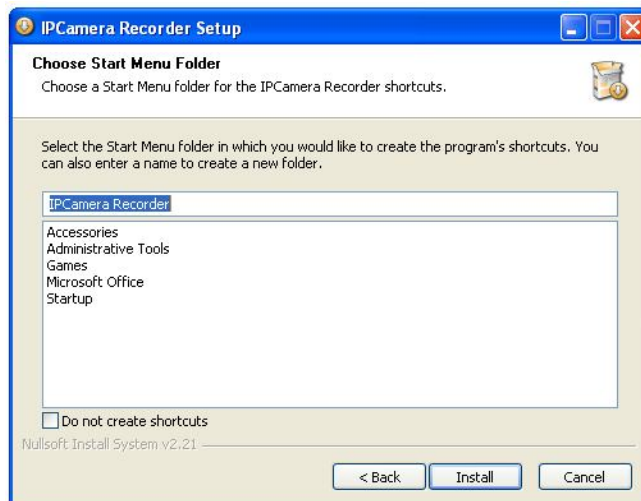 IPCamera Recorder Setup
Choose Start Menu Folder
Choose a Start Menu folder for the IPCamera Recorder shortcuts.
Select the Start Menu folder in which you would like to create the program's shortcuts. You
can also enter a name to create a new folder.
IPCamera Recorder
Accessories
Administrative Tools
Games
Microsoft Office
Startup
Do not create shortcuts
Nullsoft Install System v2.21
< Back Install Cancel